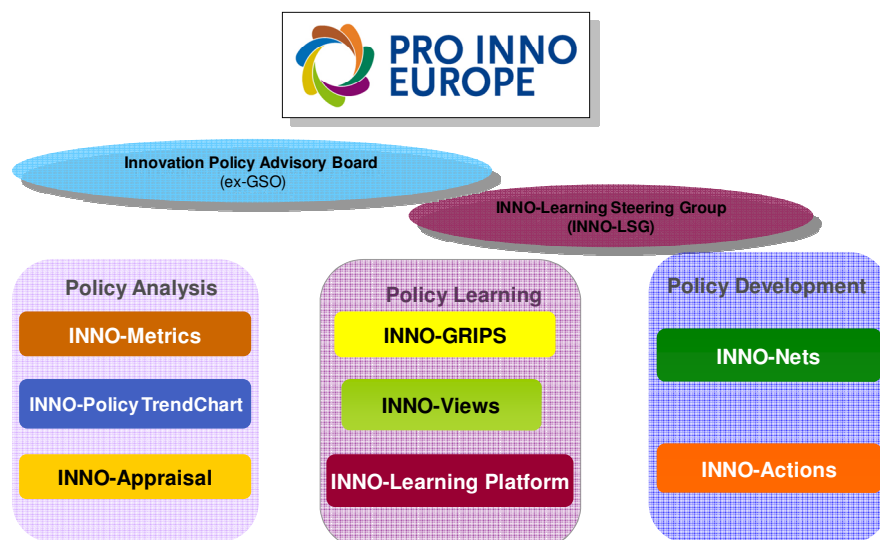 PRO INNO
EUROPE
Innovation Policy Advisory Board
(ex-GSO)
INNO-Learning Steering Group
(INNO-LSG)
Policy Analysis
INNO-Metrics
INNO-Policy TrendChart
INNO-Appraisal
Policy Learning
INNO-GRIPS
INNO-Views
INNO-Learning Platform
Policy Development
INNO-Nets
INNO-Actions